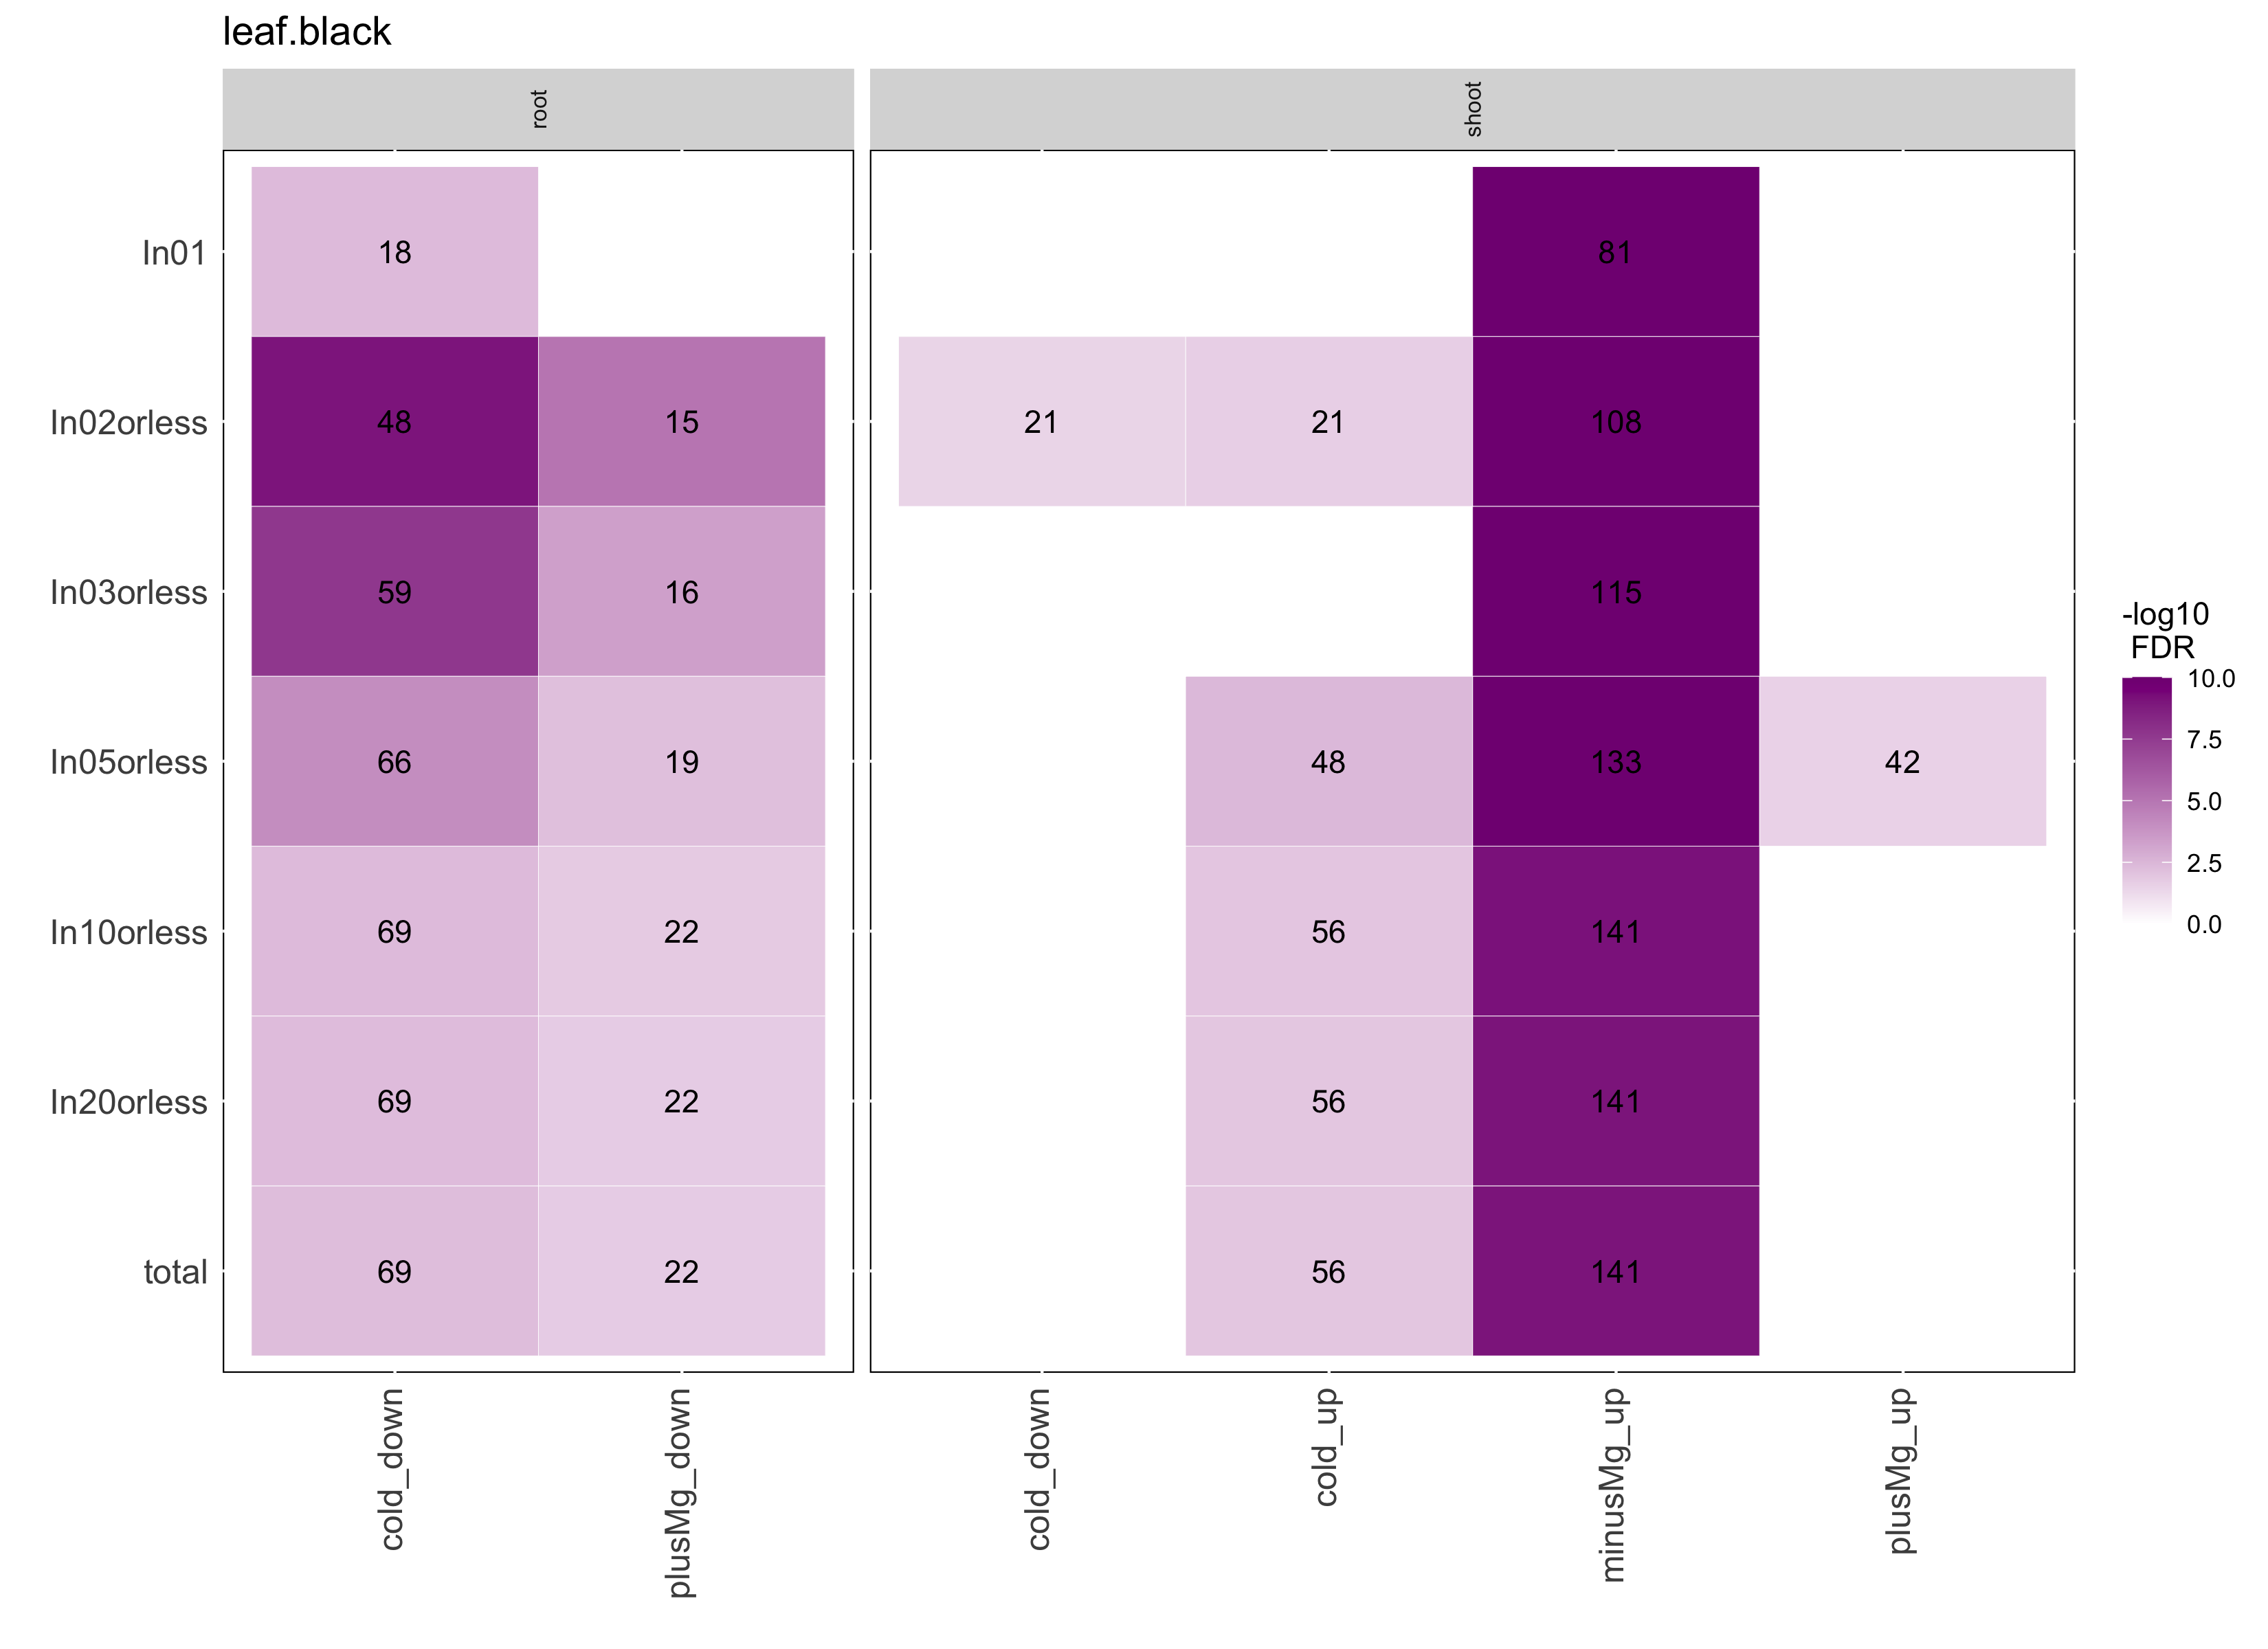 leaf.black
root
shoot
In01
18
81
In02orless
48
15
21
21
108
In03orless
59
16
115
In05orless
66
19
48
133
42
In10orless
69
22
56
141
In20orless
69
22
56
141
total
69
22
56
141
cold_down
plusMg_down
cold_down
cold_up
minusMg_up
plusMg_up
-log10
FDR
10.0
7.5
5.0
2.5
0.0